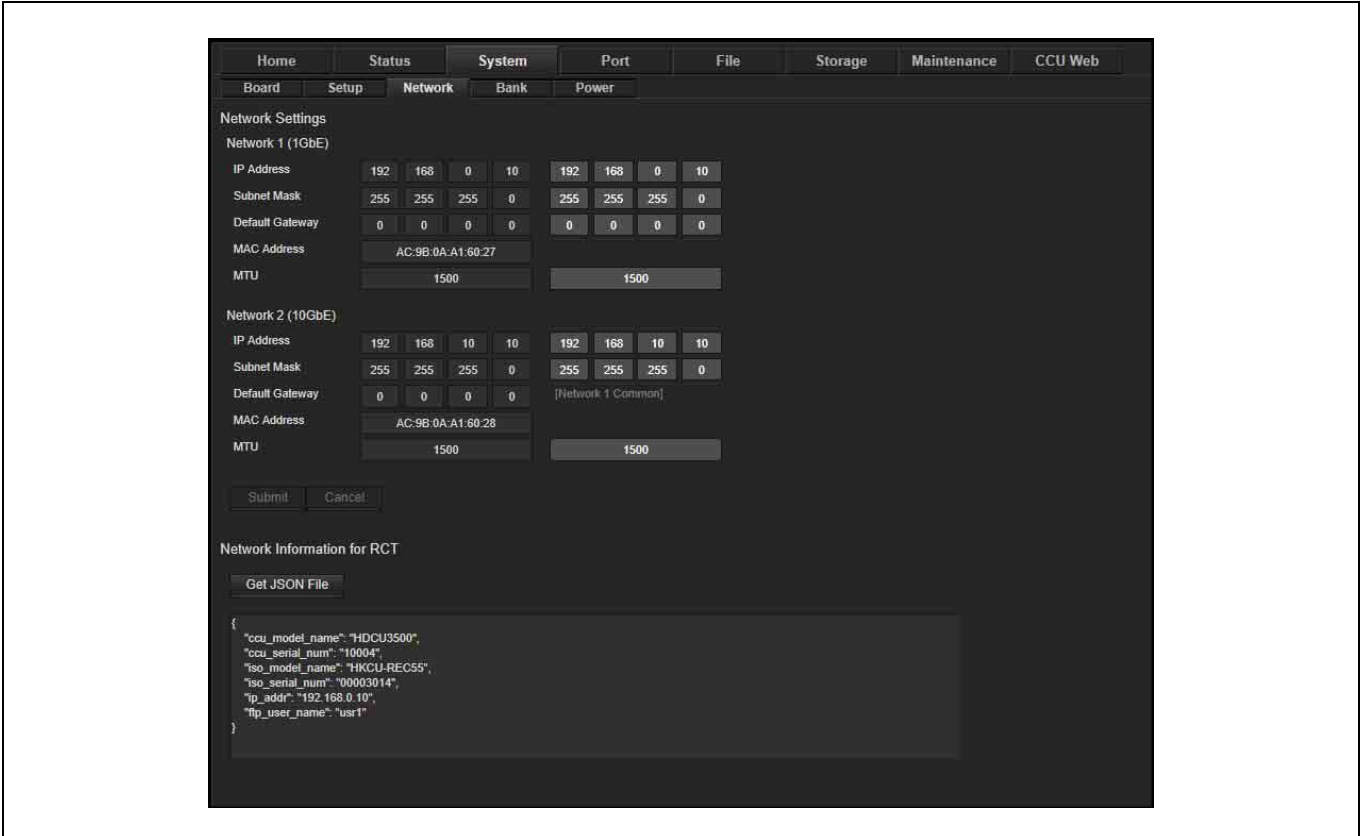 Home Status System Port File Storage Maintenance CCU Web
Board Setup Network Bank Power
Network Settings
Network 1 (1GbE)
IP Address 192 168 0 10 192 168 0 10
Subnet Mask 255 255 255 0 255 255 255 0
Default Gateway 0 0 0 0 0 0 0 0
MAC Address AC:9B:0A:A1:60:27
MTU 1500 1500
Network 2 (10GbE)
IP Address 192 168 10 10 192 168 10 10
Subnet Mask 255 255 255 0 255 255 255 0
Default Gateway 0 0 0 0 [Network 1 Common]
MAC Address AC:9B:0A:A1:60:28
MTU 1500 1500
Submit Cancel
Network Information for RCT
Get JSON File
{
"ccu_model_name": "HDCU3500",
"ccu_serial_num": "10004",
"iso_model_name": "HKCU-REC55",
"iso_serial_num": "00003014",
"ip_addr": "192.168.0.10",
"ftp_user_name": "usr1"
}